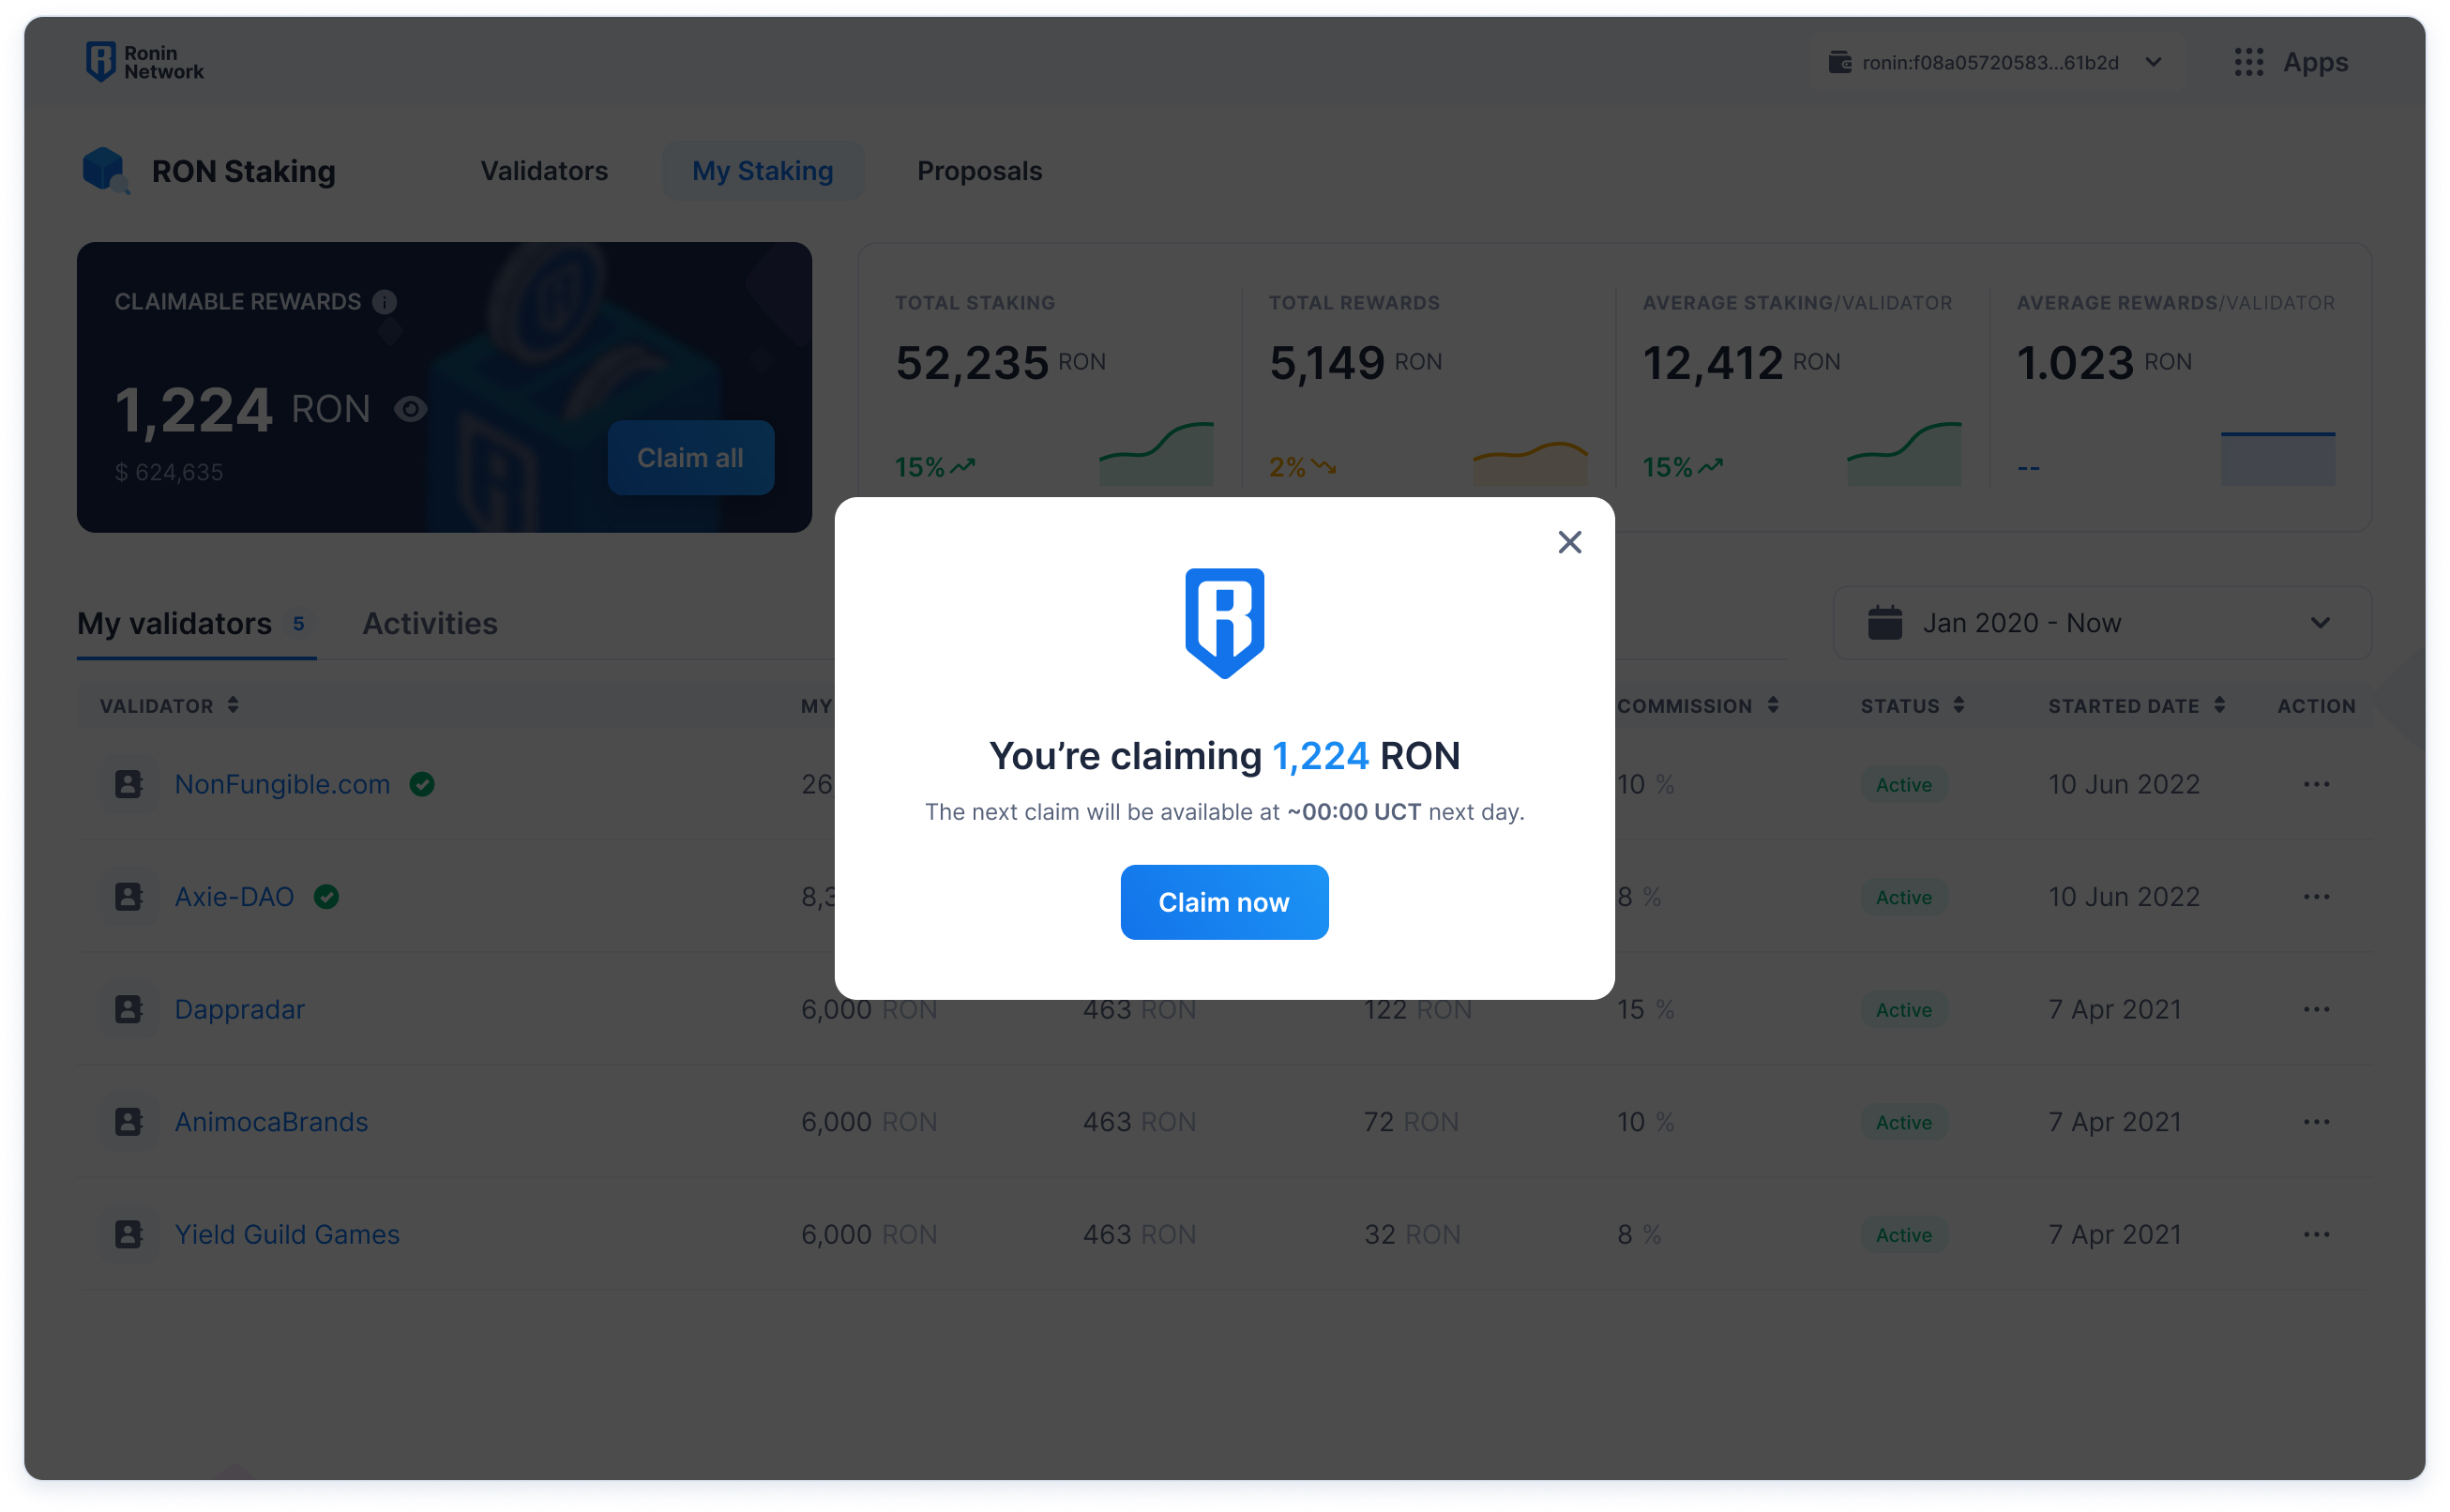 Ronin
Network
ronin:f08a05720583...61b2d
Apps
RON Staking
Validators
My Staking
Proposals
CLAIMABLE REWARDS
1,224 RON
$ 624,635
Claim all
TOTAL STAKING
52,235 RON
15%
TOTAL REWARDS
5,149 RON
2%
AVERAGE STAKING/VALIDATOR
12,412 RON
15%
AVERAGE REWARDS/VALIDATOR
1.023 RON
--
My validators 5
Activities
Jan 2020 - Now
You’re claiming 1,224 RON
The next claim will be available at ~00:00 UCT next day.
Claim now
VALIDATOR MY COMMISSION STATUS STARTED DATE ACTION
NonFungible.com 26 10 % Active 10 Jun 2022
Axie-DAO 8,3 8 % Active 10 Jun 2022
Dappradar 6,000 RON 463 RON 122 RON 15 % Active 7 Apr 2021
AnimocaBrands 6,000 RON 463 RON 72 RON 10 % Active 7 Apr 2021
Yield Guild Games 6,000 RON 463 RON 32 RON 8 % Active 7 Apr 2021